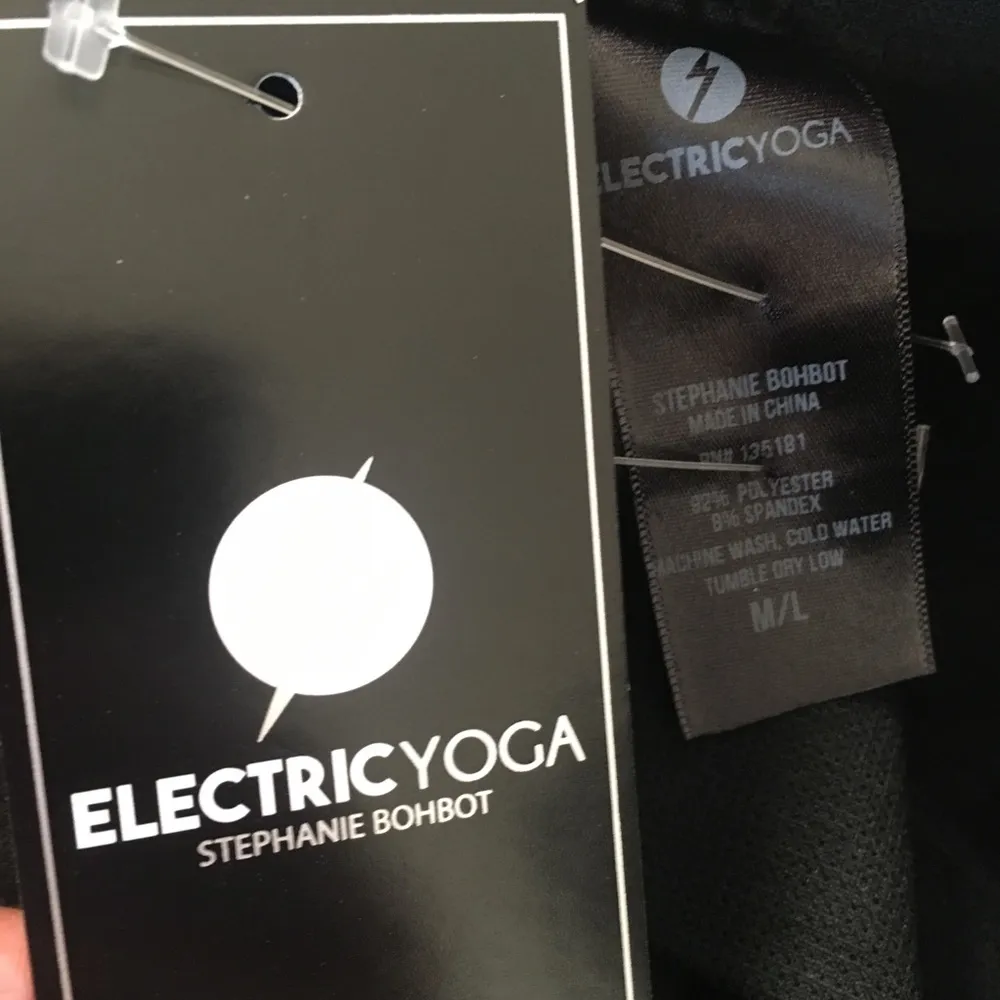 ELECTRICYOGA
STEPHANIE BOHBOT
ELECTRICYOGA
STEPHANIE BOHBOT
MADE IN CHINA
RN# 135181
92% POLYESTER
8% SPANDEX
MACHINE WASH, COLD WATER
TUMBLE DRY LOW
M/L